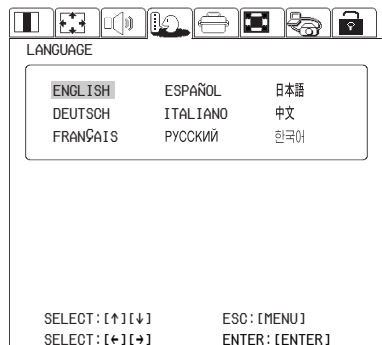 LANGUAGE
ENGLISH ESPAÑOL 日本語
DEUTSCH ITALIANO 中文
FRANÇAIS РУССКИЙ 한국어
SELECT:[↑][↓] ESC:[MENU]
SELECT:[←][→] ENTER:[ENTER]